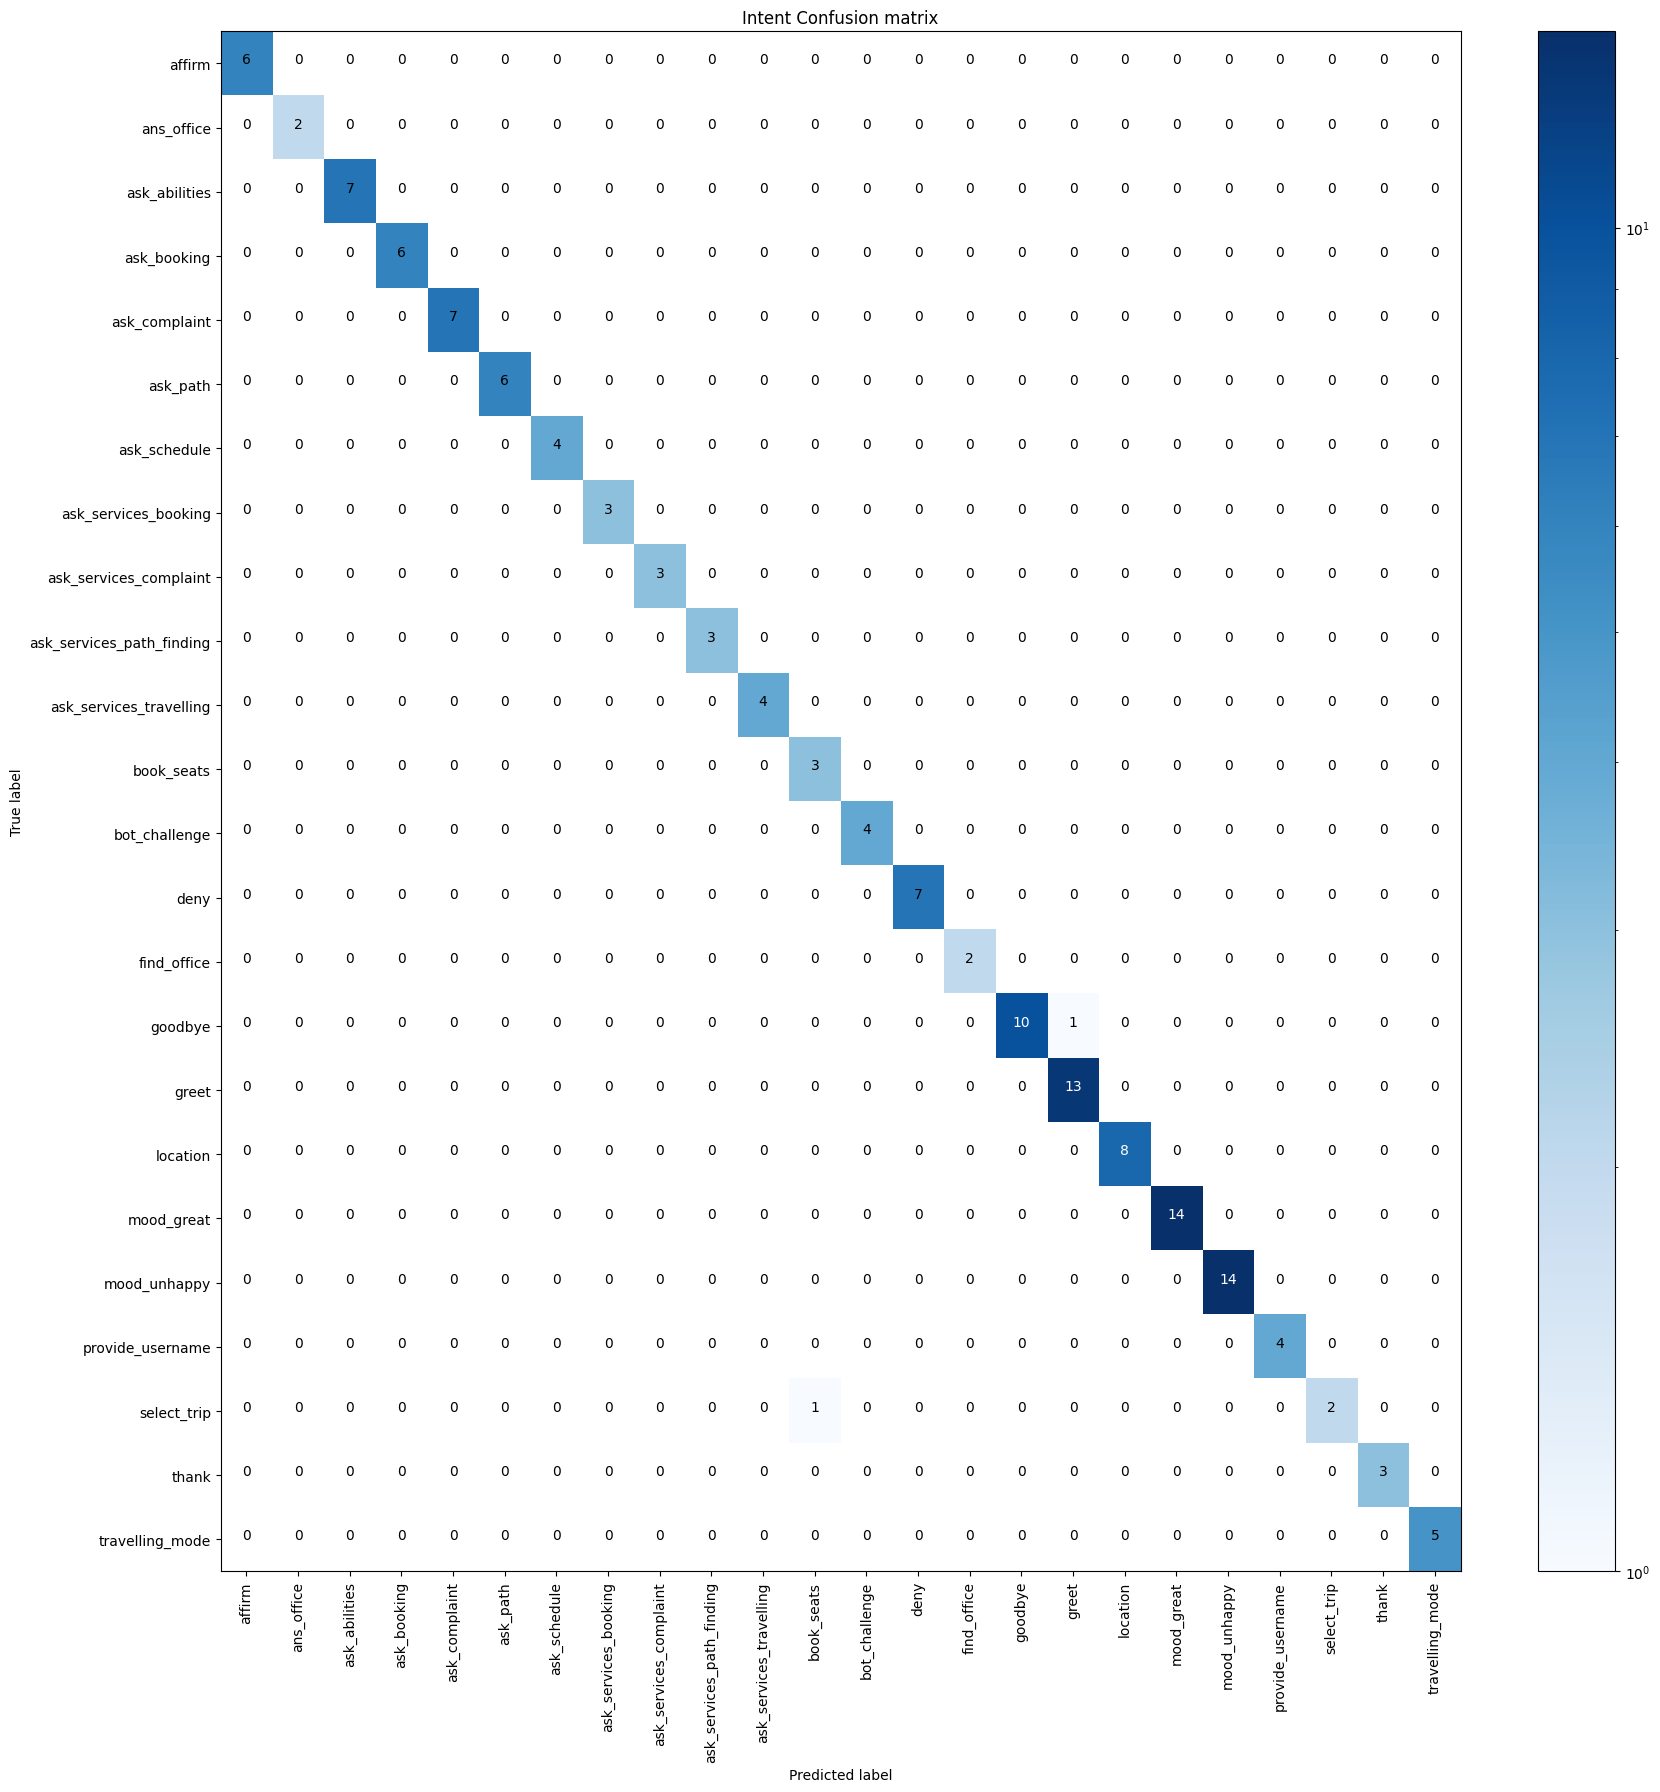 Intent Confusion matrix
affirm 6 0 0 0 0 0 0 0 0 0 0 0 0 0 0 0 0 0 0 0 0 0 0 0
ans_office 0 2 0 0 0 0 0 0 0 0 0 0 0 0 0 0 0 0 0 0 0 0 0 0
ask_abilities 0 0 7 0 0 0 0 0 0 0 0 0 0 0 0 0 0 0 0 0 0 0 0 0
ask_booking 0 0 0 6 0 0 0 0 0 0 0 0 0 0 0 0 0 0 0 0 0 0 0 0
ask_complaint 0 0 0 0 7 0 0 0 0 0 0 0 0 0 0 0 0 0 0 0 0 0 0 0
ask_path 0 0 0 0 0 6 0 0 0 0 0 0 0 0 0 0 0 0 0 0 0 0 0 0
ask_schedule 0 0 0 0 0 0 4 0 0 0 0 0 0 0 0 0 0 0 0 0 0 0 0 0
ask_services_booking 0 0 0 0 0 0 0 3 0 0 0 0 0 0 0 0 0 0 0 0 0 0 0 0
ask_services_complaint 0 0 0 0 0 0 0 0 3 0 0 0 0 0 0 0 0 0 0 0 0 0 0 0
ask_services_path_finding 0 0 0 0 0 0 0 0 0 3 0 0 0 0 0 0 0 0 0 0 0 0 0 0
ask_services_travelling 0 0 0 0 0 0 0 0 0 0 4 0 0 0 0 0 0 0 0 0 0 0 0 0
book_seats 0 0 0 0 0 0 0 0 0 0 0 3 0 0 0 0 0 0 0 0 0 0 0 0
bot_challenge 0 0 0 0 0 0 0 0 0 0 0 0 4 0 0 0 0 0 0 0 0 0 0 0
deny 0 0 0 0 0 0 0 0 0 0 0 0 0 7 0 0 0 0 0 0 0 0 0 0
find_office 0 0 0 0 0 0 0 0 0 0 0 0 0 0 2 0 0 0 0 0 0 0 0 0
goodbye 0 0 0 0 0 0 0 0 0 0 0 0 0 0 0 10 1 0 0 0 0 0 0 0
greet 0 0 0 0 0 0 0 0 0 0 0 0 0 0 0 0 13 0 0 0 0 0 0 0
location 0 0 0 0 0 0 0 0 0 0 0 0 0 0 0 0 0 8 0 0 0 0 0 0
mood_great 0 0 0 0 0 0 0 0 0 0 0 0 0 0 0 0 0 0 14 0 0 0 0 0
mood_unhappy 0 0 0 0 0 0 0 0 0 0 0 0 0 0 0 0 0 0 0 14 0 0 0 0
provide_username 0 0 0 0 0 0 0 0 0 0 0 0 0 0 0 0 0 0 0 0 4 0 0 0
select_trip 0 0 0 0 0 0 0 0 0 0 0 1 0 0 0 0 0 0 0 0 0 2 0 0
thank 0 0 0 0 0 0 0 0 0 0 0 0 0 0 0 0 0 0 0 0 0 0 3 0
travelling_mode 0 0 0 0 0 0 0 0 0 0 0 0 0 0 0 0 0 0 0 0 0 0 0 5
True label
affirm
ans_office
ask_abilities
ask_booking
ask_complaint
ask_path
ask_schedule
ask_services_booking
ask_services_complaint
ask_services_path_finding
ask_services_travelling
book_seats
bot_challenge
deny
find_office
goodbye
greet
location
mood_great
mood_unhappy
provide_username
select_trip
thank
travelling_mode
Predicted label
10¹
10⁰